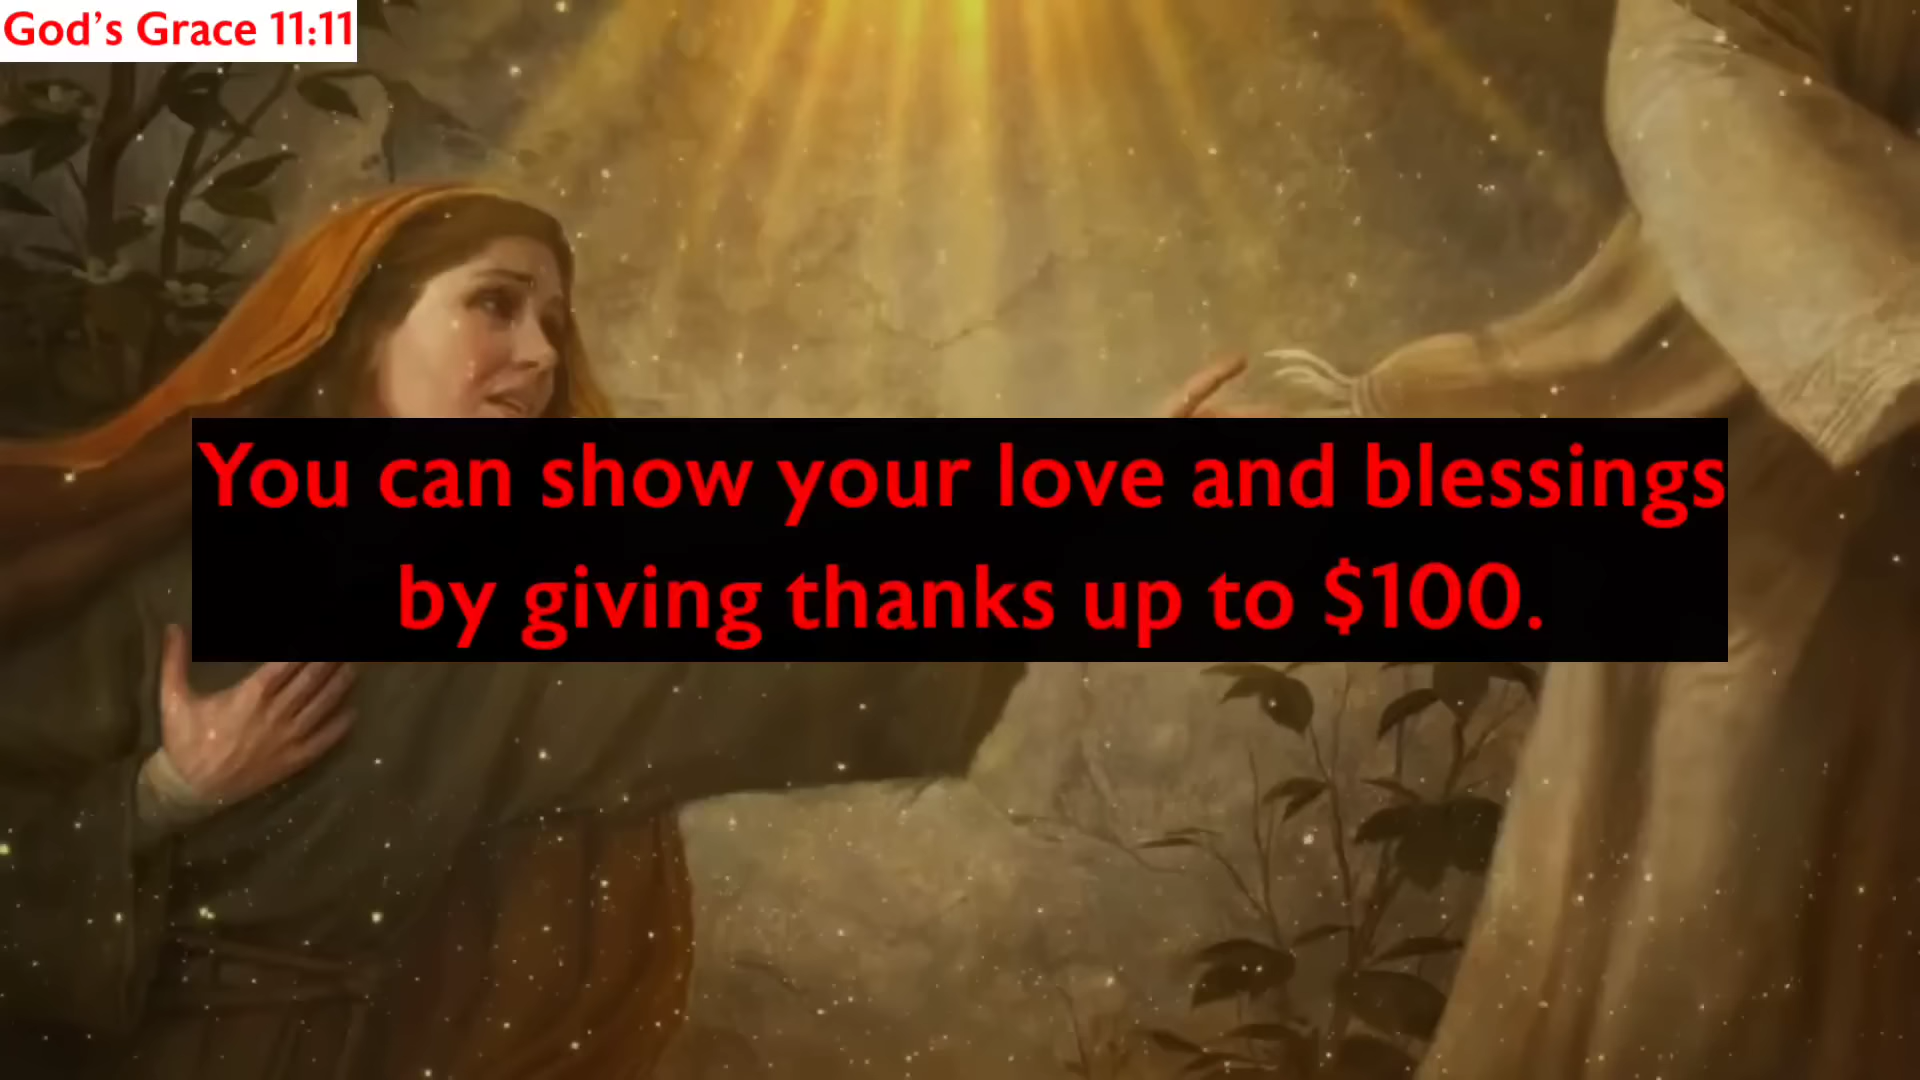 God's Grace 11:11
You can show your love and blessings
by giving thanks up to $100.